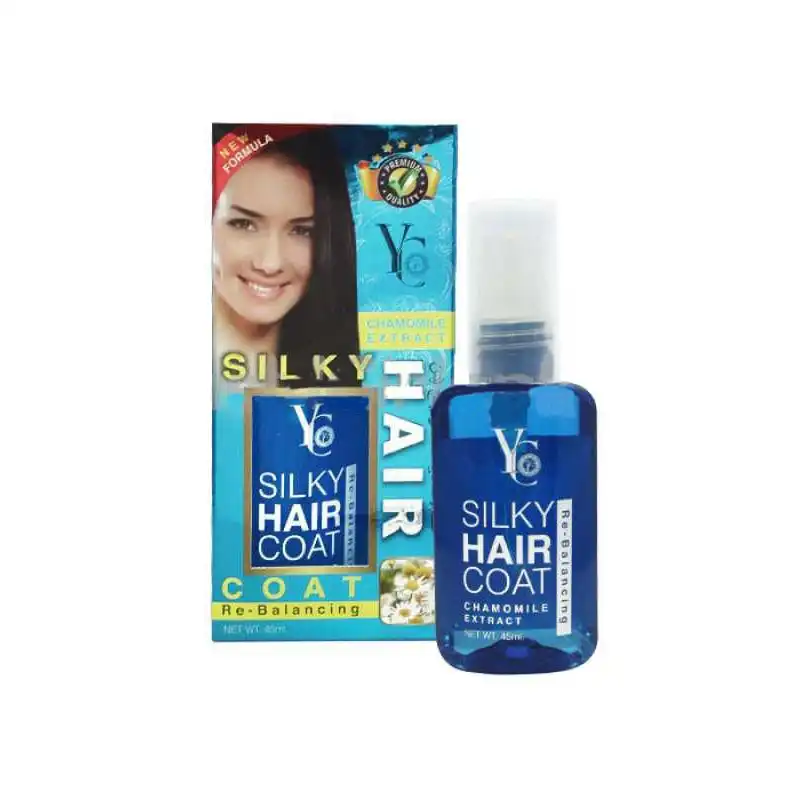 NEW
FORMULA
PREMIUM
QUALITY
YC
CHAMOMILE
EXTRACT
SILKY
HAIR
YC
SILKY
HAIR
COAT
Re-Balancing
COAT
Re-Balancing
NET WT. 45ml.
YC
SILKY
HAIR
COAT
Re-Balancing
CHAMOMILE
EXTRACT
NET WT. 45ml.